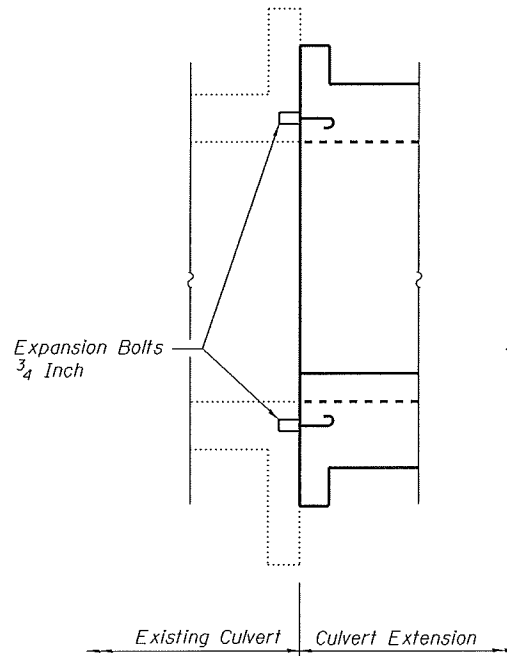 Expansion Bolts
3/4 Inch
Existing Culvert
Culvert Extension